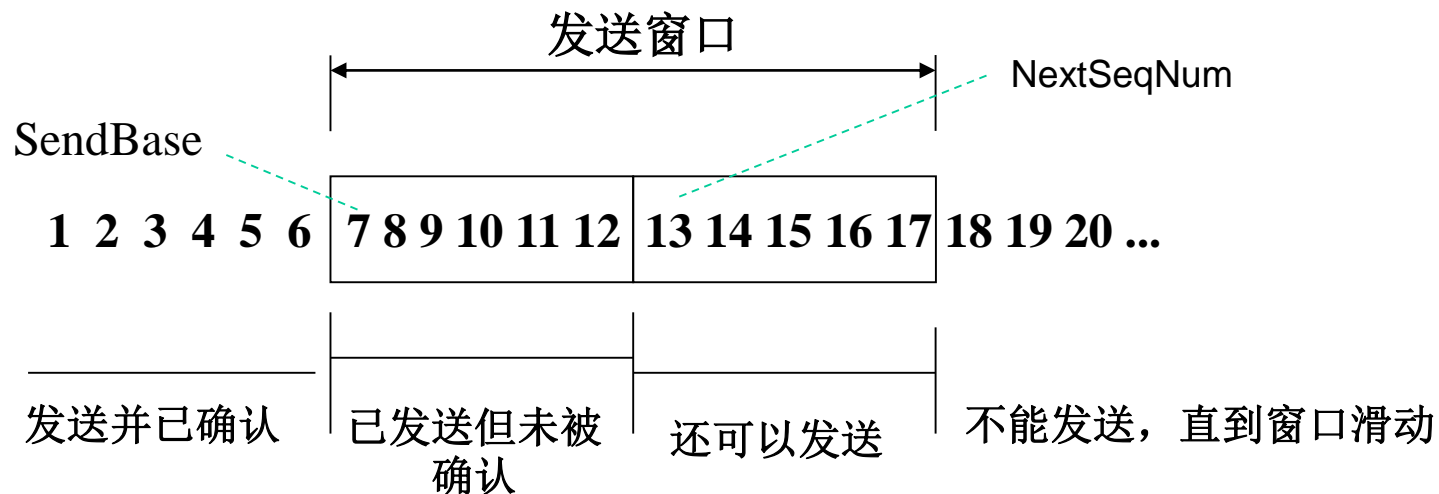 发送窗口
NextSeqNum
SendBase
1 2 3 4 5 6 7 8 9 10 11 12 13 14 15 16 17 18 19 20 ...
发送并已确认
已发送但未被
确认
还可以发送
不能发送，直到窗口滑动